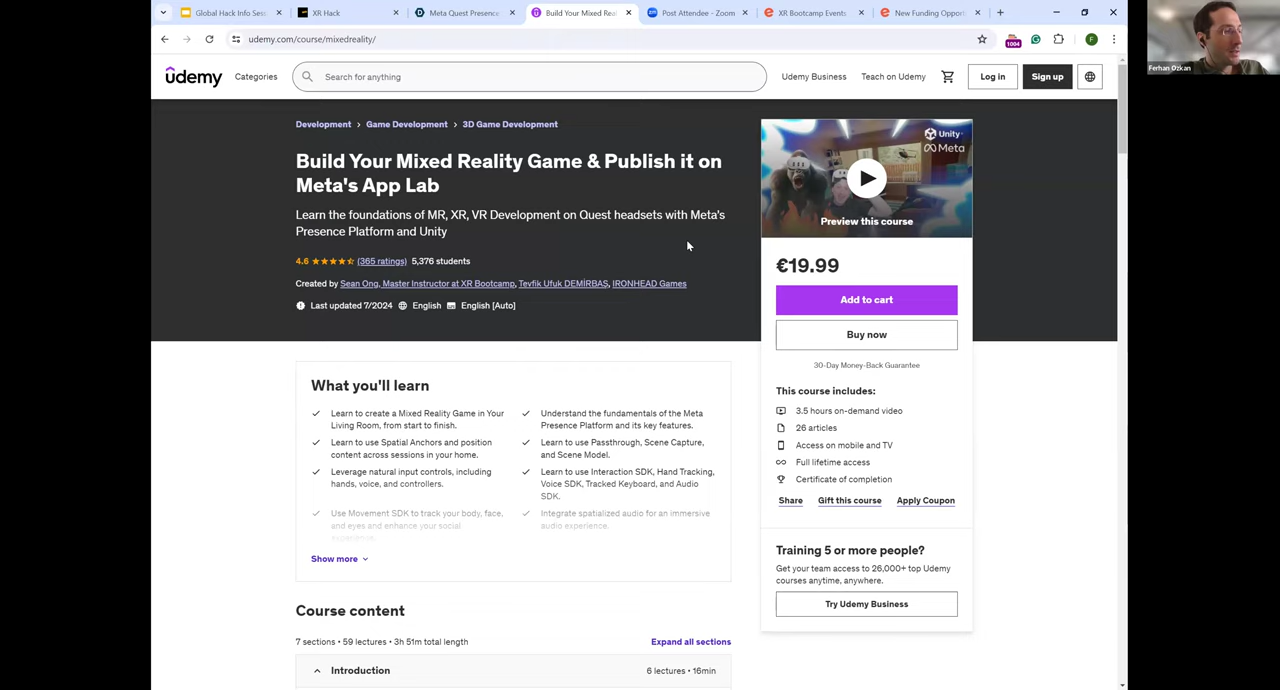 Global Hack Info Sessi
XR Hack
Meta Quest Presence
Build Your Mixed Rea
Post Attendee - Zoom
XR Bootcamp Events
New Funding Opport
udemy.com/course/mixedreality/
1004
F
Ferhan Ozkan
ûdemy
Categories
Search for anything
Udemy Business
Teach on Udemy
Log in
Sign up
Development > Game Development > 3D Game Development
Build Your Mixed Reality Game & Publish it on
Meta's App Lab
Learn the foundations of MR, XR, VR Development on Quest headsets with Meta's
Presence Platform and Unity
4.6 (365 ratings) 5,376 students
Created by Sean Ong, Master Instructor at XR Bootcamp, Tevfik Ufuk DEMİRBAŞ, IRONHEAD Games
Last updated 7/2024 English English [Auto]
Unity
Meta
Preview this course
€19.99
Add to cart
Buy now
30-Day Money-Back Guarantee
This course includes:
3.5 hours on-demand video
26 articles
Access on mobile and TV
Full lifetime access
Certificate of completion
Share
Gift this course
Apply Coupon
Training 5 or more people?
Get your team access to 26,000+ top Udemy
courses anytime, anywhere.
Try Udemy Business
What you'll learn
Learn to create a Mixed Reality Game in Your
Living Room, from start to finish.
Learn to use Spatial Anchors and position
content across sessions in your home.
Leverage natural input controls, including
hands, voice, and controllers.
Use Movement SDK to track your body, face,
and eyes and enhance your social
experience.
Understand the fundamentals of the Meta
Presence Platform and its key features.
Learn to use Passthrough, Scene Capture,
and Scene Model.
Learn to use Interaction SDK, Hand Tracking,
Voice SDK, Tracked Keyboard, and Audio
SDK.
Integrate spatialized audio for an immersive
audio experience.
Show more
Course content
7 sections • 59 lectures • 3h 51m total length
Expand all sections
Introduction
6 lectures • 16min